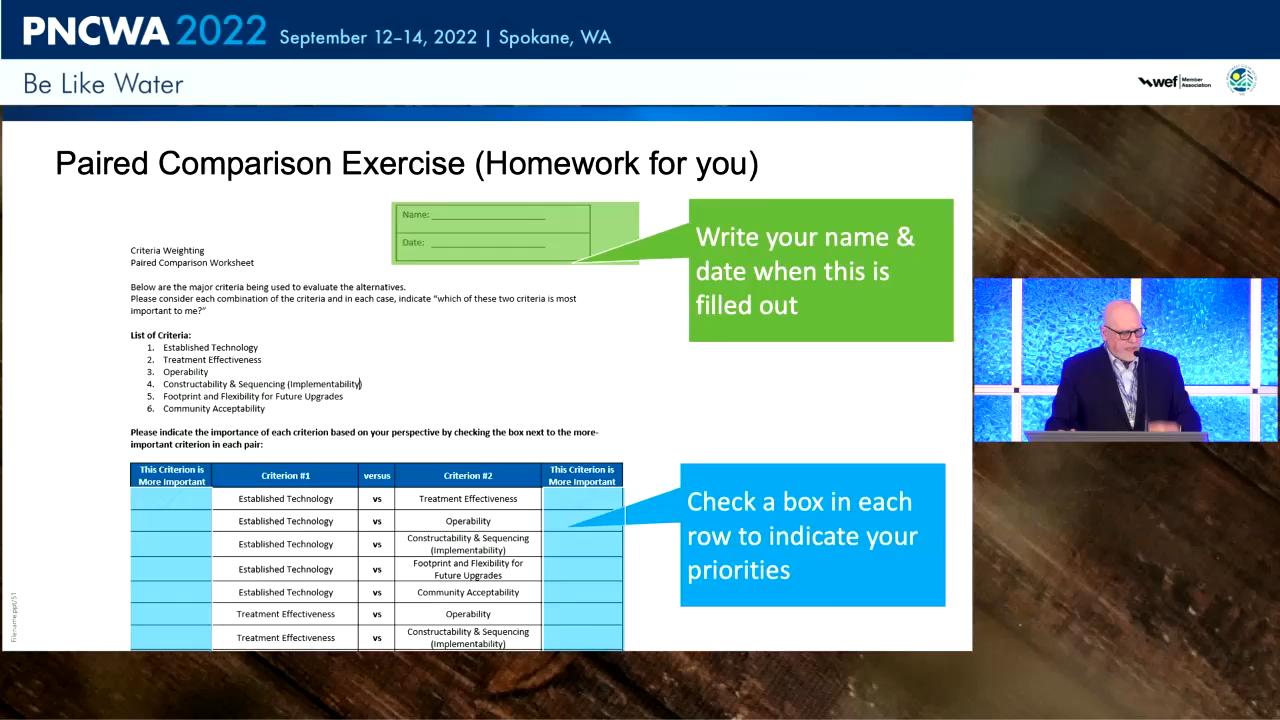 PNCWA 2022 September 12–14, 2022 | Spokane, WA
Be Like Water
wef Member Association
Paired Comparison Exercise (Homework for you)
Name: ____________________
Date: ____________________
Write your name &
date when this is
filled out
Criteria Weighting
Paired Comparison Worksheet
Below are the major criteria being used to evaluate the alternatives.
Please consider each combination of the criteria and in each case, indicate "which of these two criteria is most
important to me?"
List of Criteria:
1. Established Technology
2. Treatment Effectiveness
3. Operability
4. Constructability & Sequencing (Implementability)
5. Footprint and Flexibility for Future Upgrades
6. Community Acceptability
Please indicate the importance of each criterion based on your perspective by checking the box next to the more-
important criterion in each pair:
This Criterion is More Important Criterion #1 versus Criterion #2 This Criterion is More Important
Established Technology vs Treatment Effectiveness
Established Technology vs Operability
Established Technology vs Constructability & Sequencing (Implementability)
Established Technology vs Footprint and Flexibility for Future Upgrades
Established Technology vs Community Acceptability
Treatment Effectiveness vs Operability
Treatment Effectiveness vs Constructability & Sequencing (Implementability)
Check a box in each
row to indicate your
priorities
Filename.ppt/51